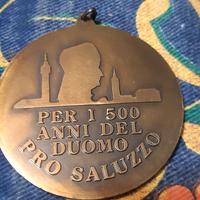 PER I 500
ANNI DEL
DUOMO
PRO SALUZZO